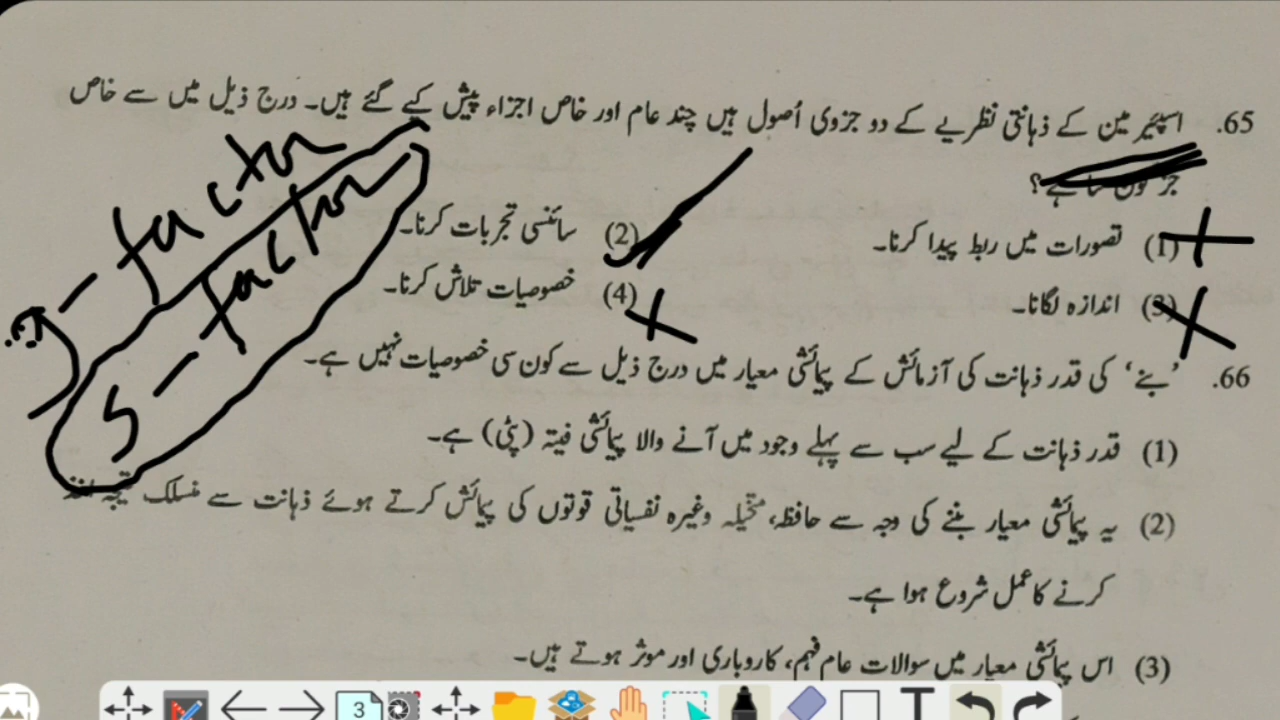 65. اسپئیر مین کے ذہانتی نظریے کے دو جزوی اُصول ہیں چند عام اور خاص اجزاء پیش کیے گئے ہیں۔ درج ذیل میں سے خاص
جز کون سا ہے؟
(1) تصورات میں ربط پیدا کرنا۔ (2) سائنسی تجربات کرنا۔
(3) اندازہ لگانا۔ (4) خصوصیات تلاش کرنا۔
factor
S - factor
66. 'بنے' کی قدر ذہانت کی آزمائش کے پیمائشی معیار میں درج ذیل سے کون سی خصوصیات نہیں ہے۔
(1) قدر ذہانت کے لیے سب سے پہلے وجود میں آنے والا پیمائشی فیتہ (پٹی) ہے۔
(2) یہ پیمائشی معیار بننے کی وجہ سے حافظہ، متخیلہ وغیرہ نفسیاتی قوتوں کی پیمائش کرتے ہوئے ذہانت سے منسلک نتیجہ اخذ
کرنے کا عمل شروع ہوا ہے۔
(3) اس پیمائشی معیار میں سوالات عام فہم، کاروباری اور موثر ہوتے ہیں۔
3 T